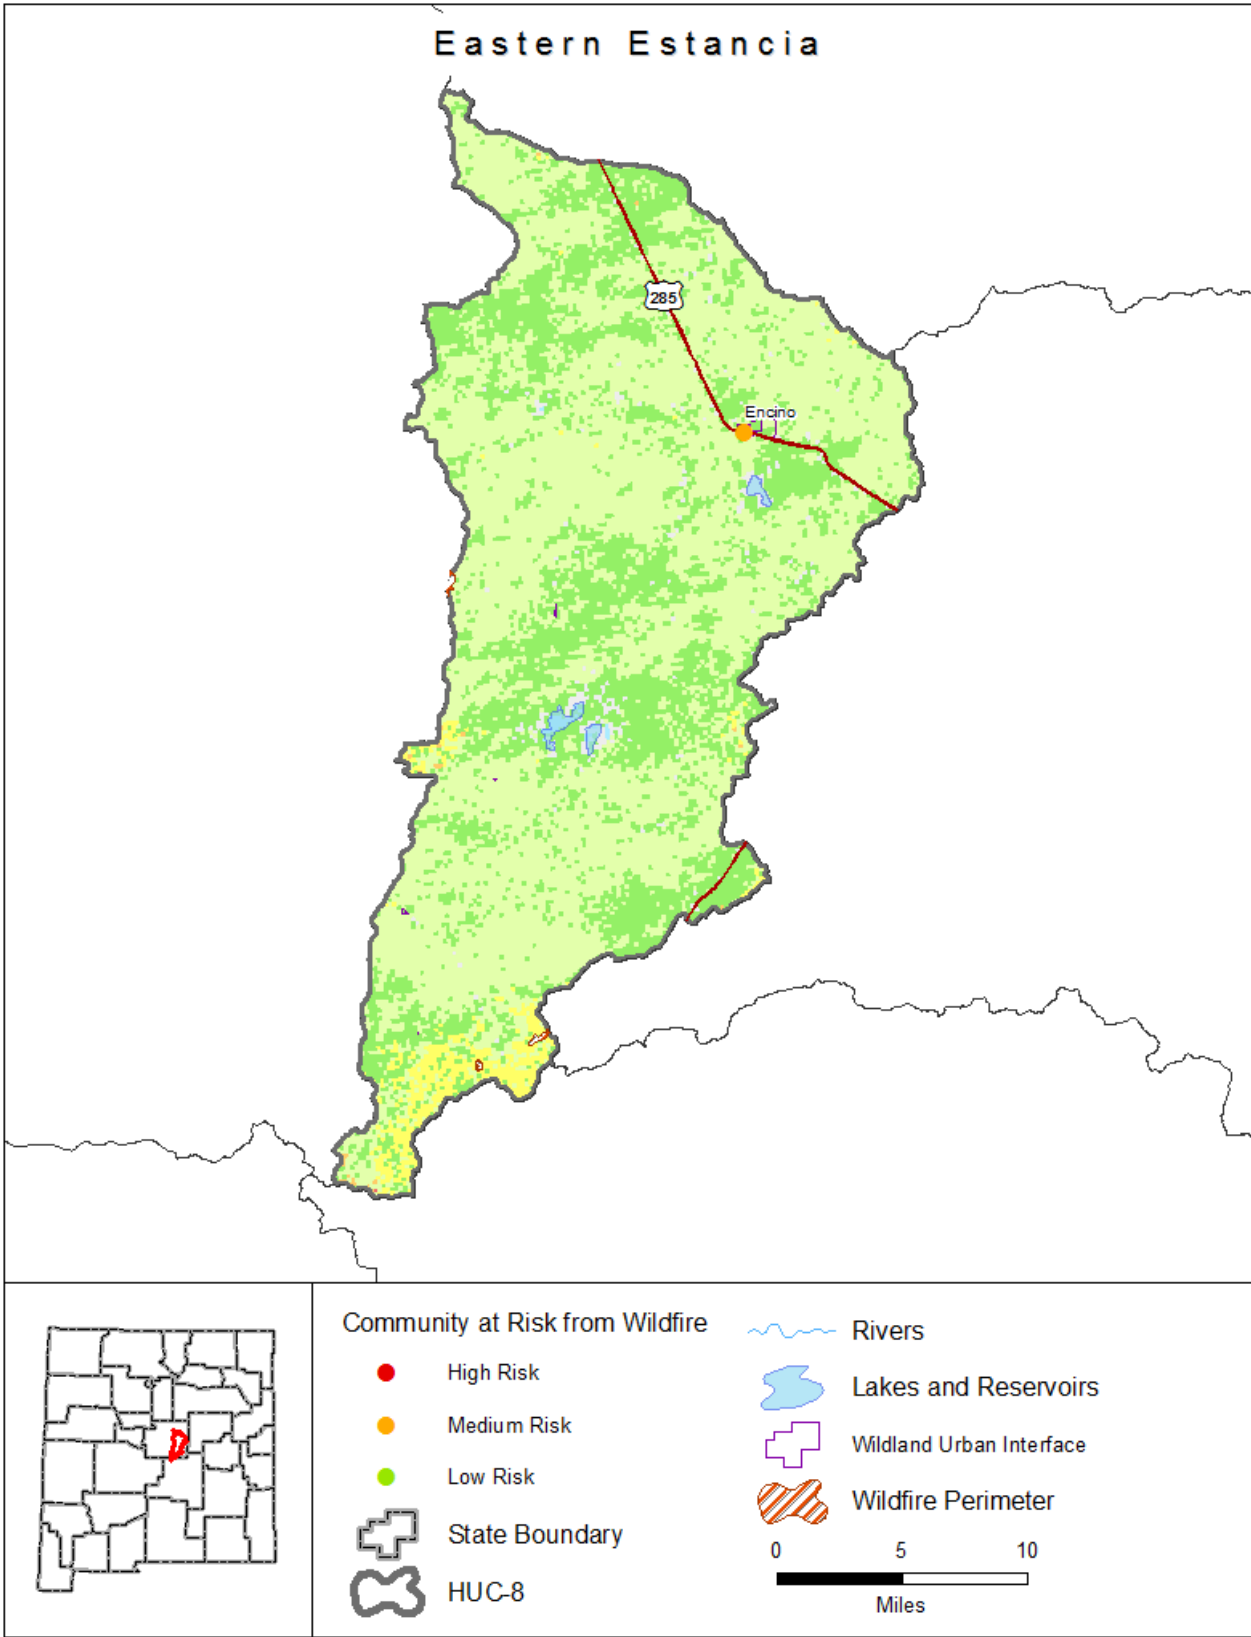 Eastern Estancia
285
Encino
Community at Risk from Wildfire
High Risk
Medium Risk
Low Risk
State Boundary
HUC-8
Rivers
Lakes and Reservoirs
Wildland Urban Interface
Wildfire Perimeter
0 5 10
Miles